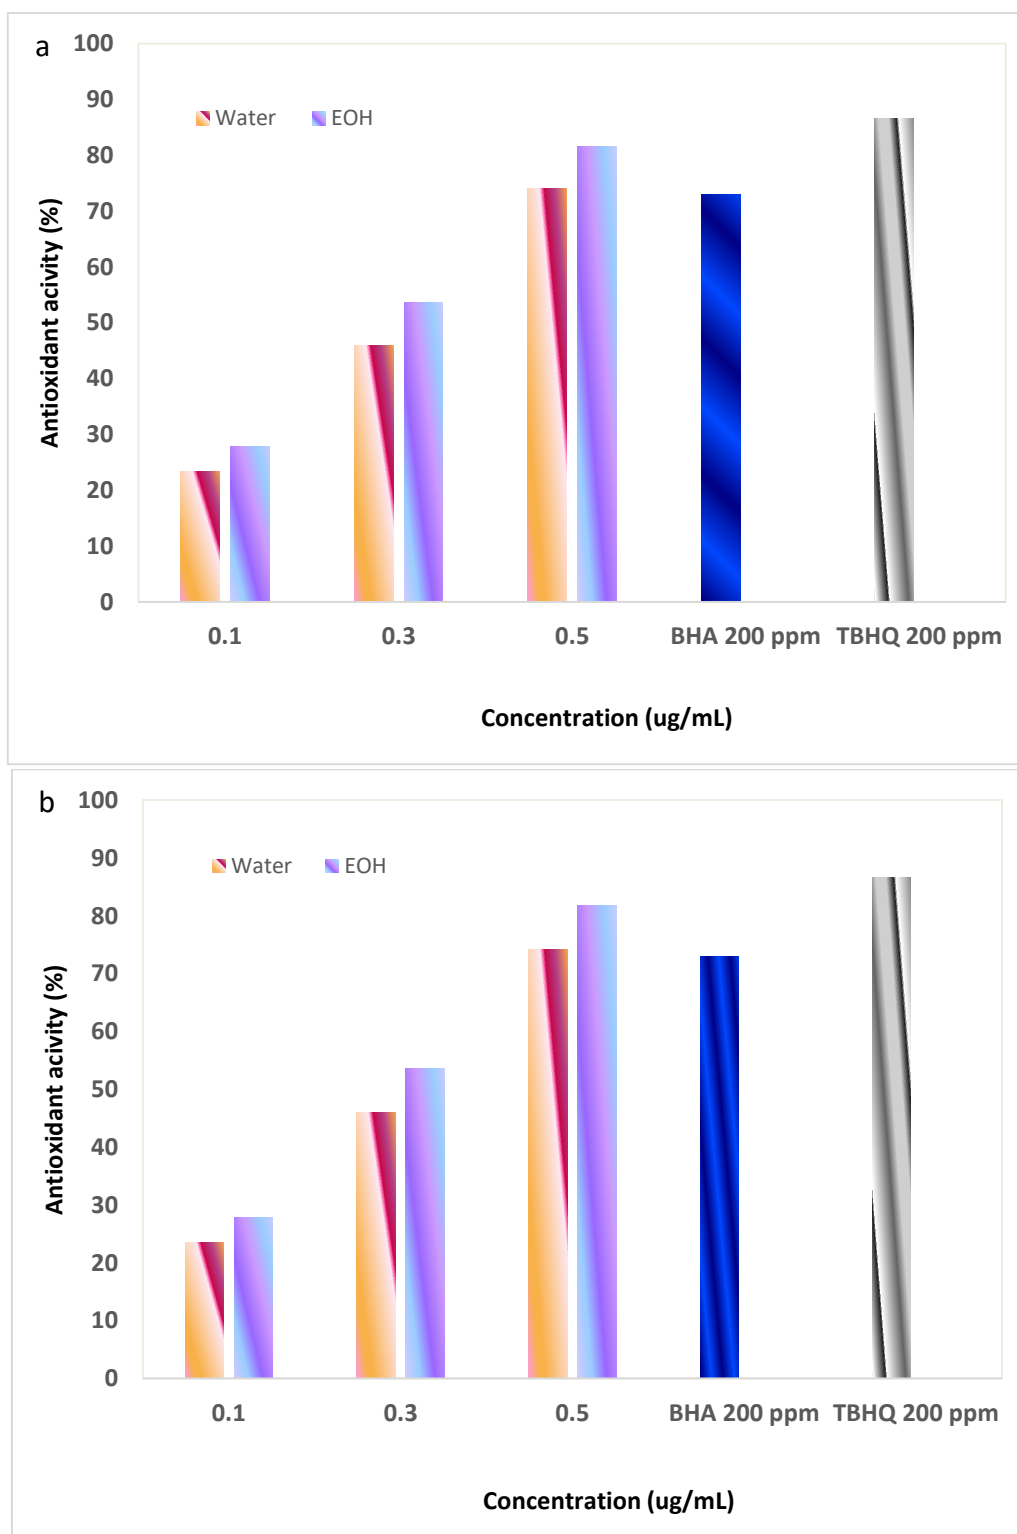 a
100
90
80
70
60
50
40
30
20
10
0
Antioxidant acivity (%)
Water EOH
0.1 0.3 0.5 BHA 200 ppm TBHQ 200 ppm
Concentration (ug/mL)
b
100
90
80
70
60
50
40
30
20
10
0
Antioxidant acivity (%)
Water EOH
0.1 0.3 0.5 BHA 200 ppm TBHQ 200 ppm
Concentration (ug/mL)